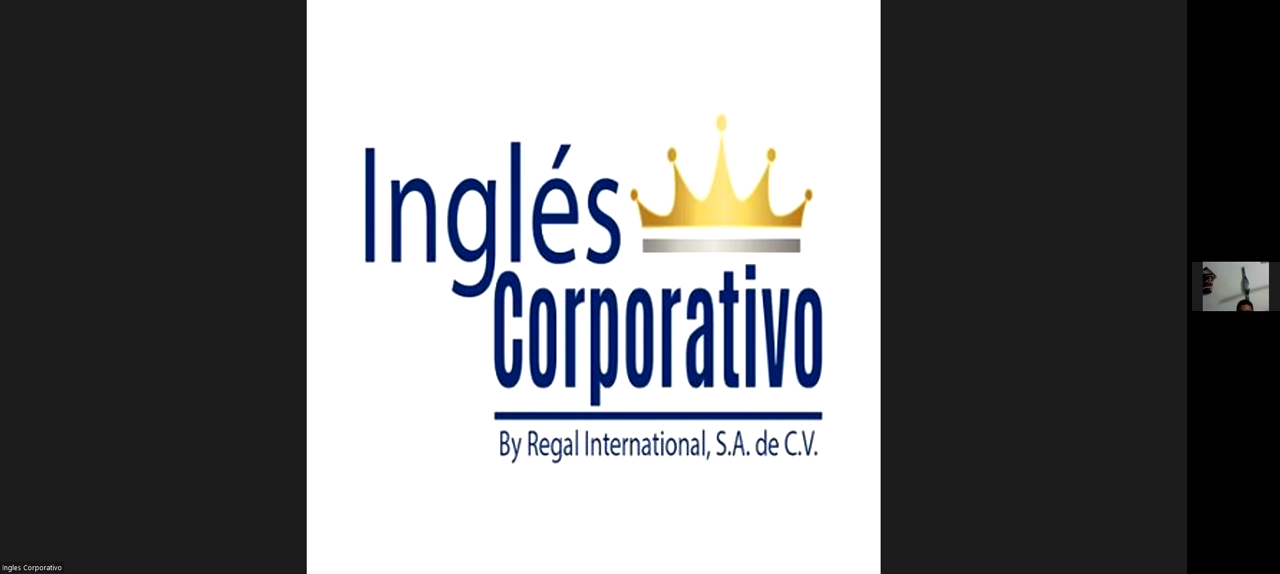 Inglés
Corporativo
By Regal International, S.A. de C.V.
Ingles Corporativo